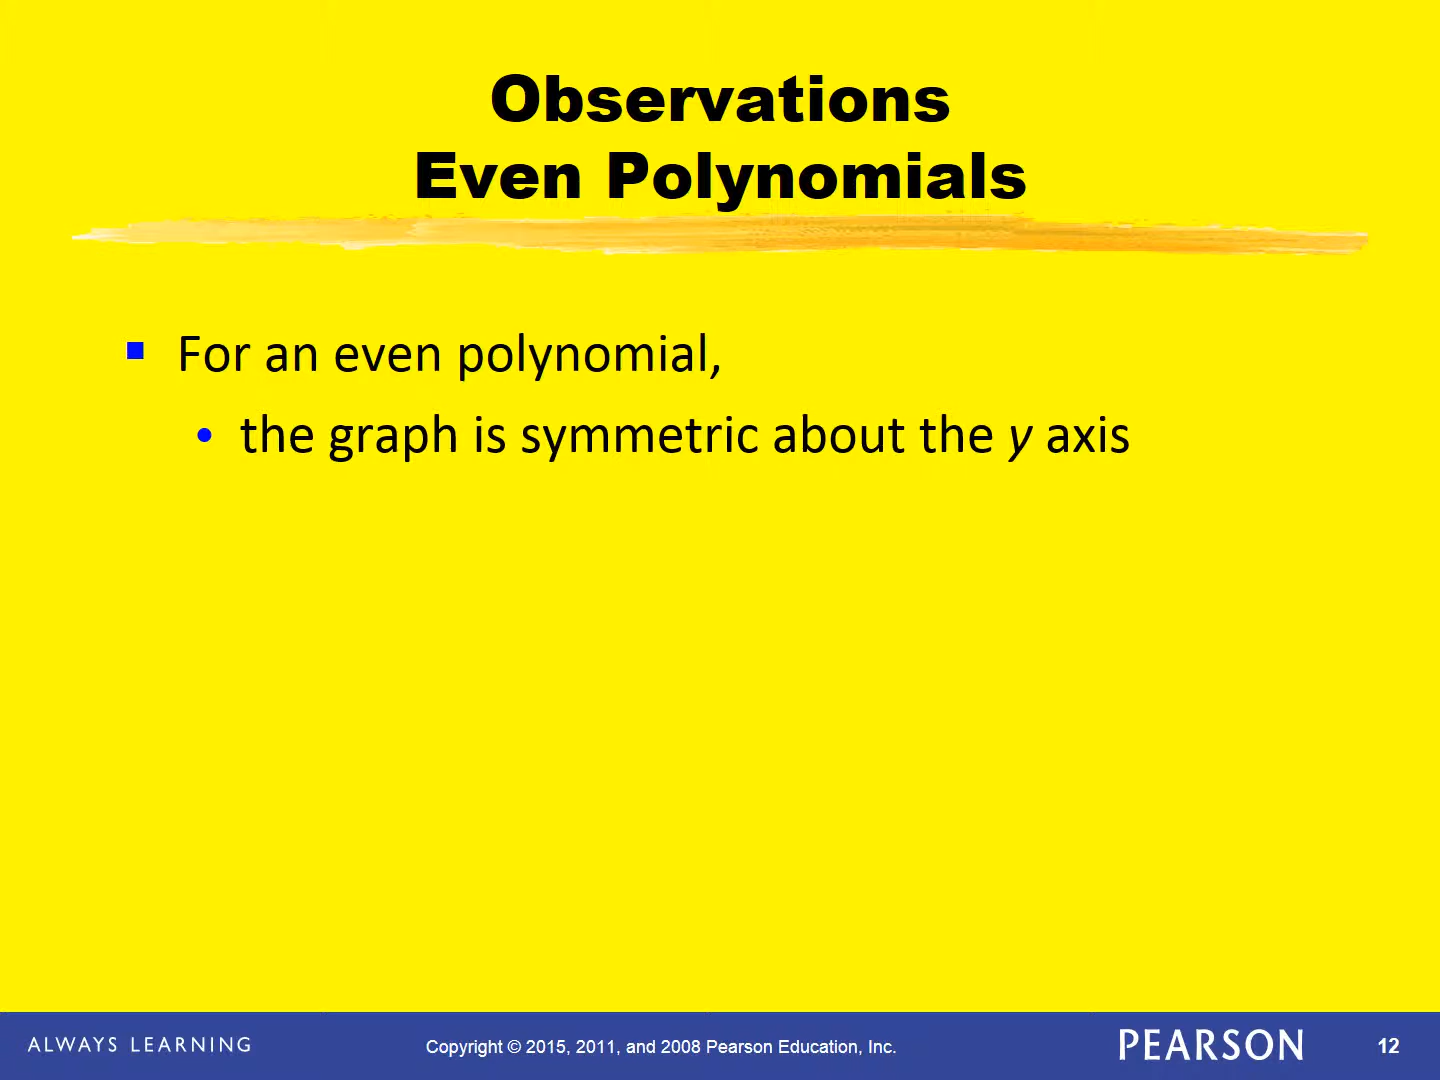 Observations
Even Polynomials
For an even polynomial,
the graph is symmetric about the y axis
ALWAYS LEARNING
Copyright © 2015, 2011, and 2008 Pearson Education, Inc.
PEARSON
12